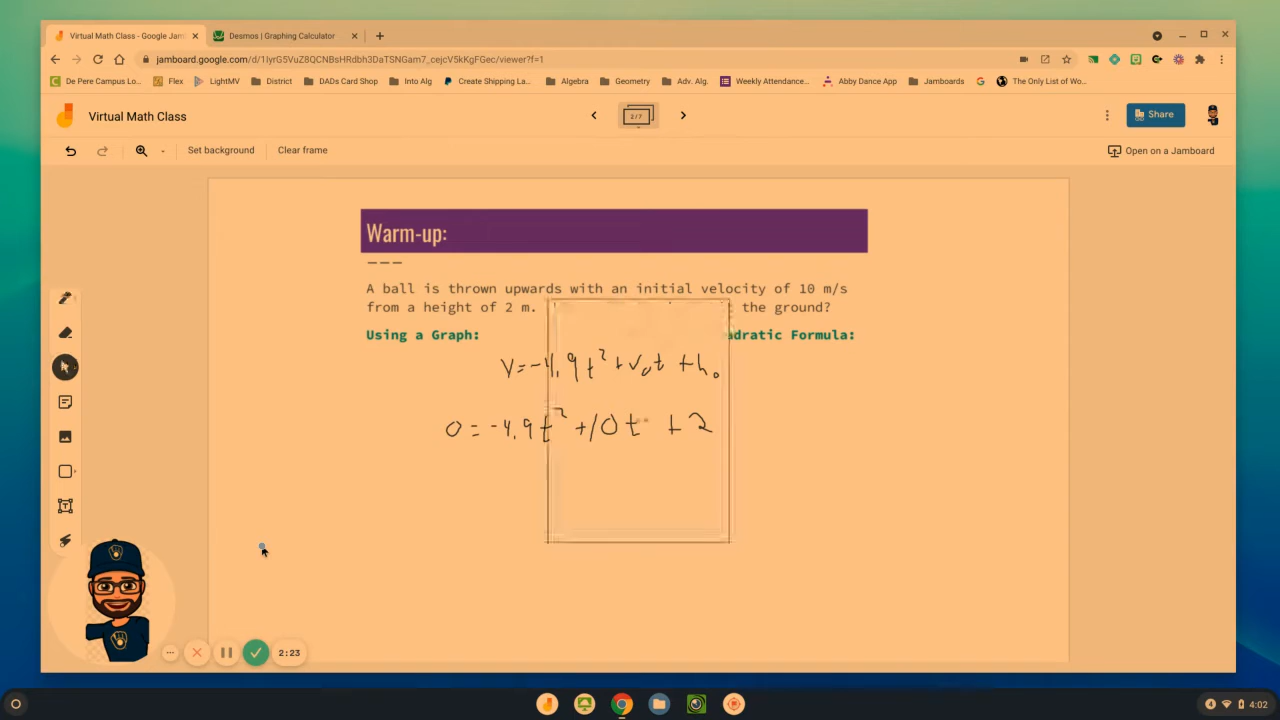 Virtual Math Class - Google Jam
Desmos | Graphing Calculator
jamboard.google.com/d/1IyrG5VuZ8QCNBsHRdbh3DaTSNGam7_cejcV5kKgFGec/viewer?f=1
De Pere Campus Lo... Flex LightMV District DADs Card Shop Into Alg Create Shipping La... Algebra Geometry Adv. Alg. Weekly Attendance... Abby Dance App Jamboards The Only List of Wo...
Virtual Math Class
2/7
Share
Set background Clear frame
Open on a Jamboard
Warm-up:
A ball is thrown upwards with an initial velocity of 10 m/s
from a height of 2 m. the ground?
Using a Graph: adratic Formula:
y=-4.9t²+v₀t+h₀
0=-4.9t²+10t+2
2:23
4 4:02